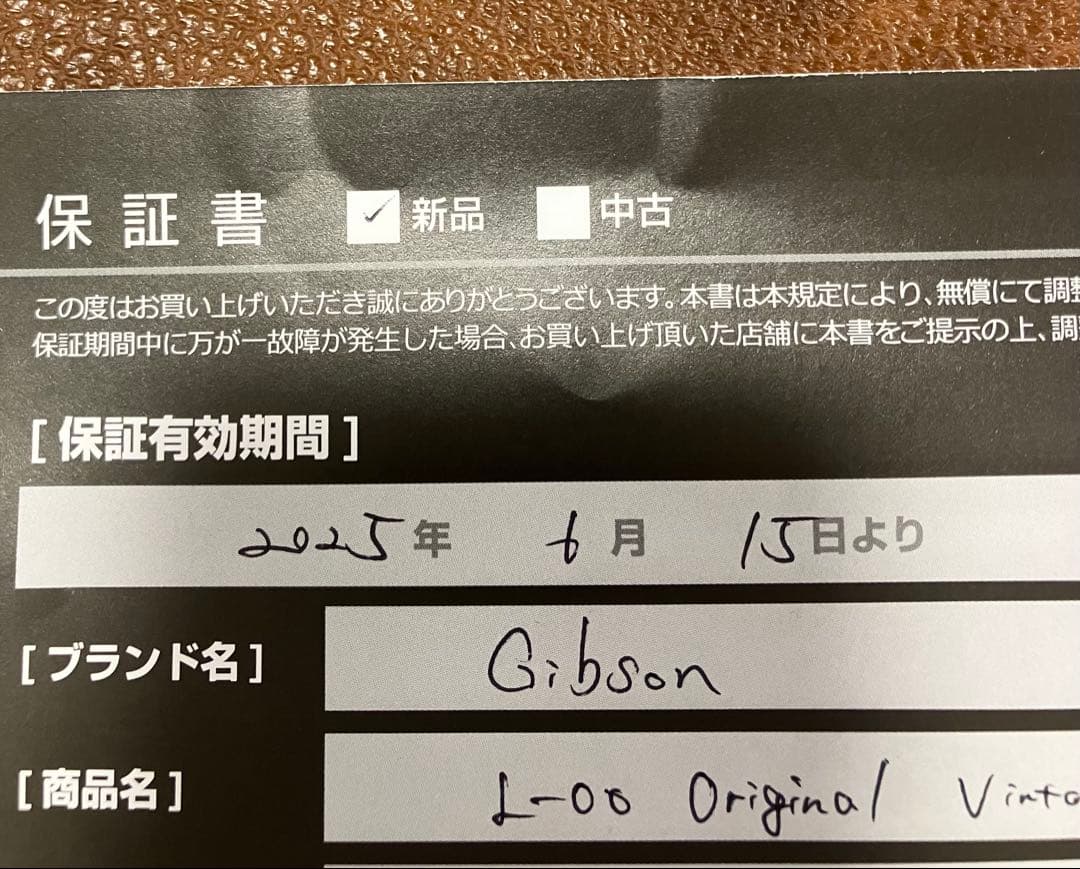 保証書 ✓ 新品 中古
この度はお買い上げいただき誠にありがとうございます。本書は本規定により、無償にて調整
保証期間中に万が一故障が発生した場合、お買い上げ頂いた店舗に本書をご提示の上、調
[ 保証有効期間 ]
2025年 6月 15日より
[ ブランド名 ] Gibson
[ 商品名 ] L-00 Original Vinta